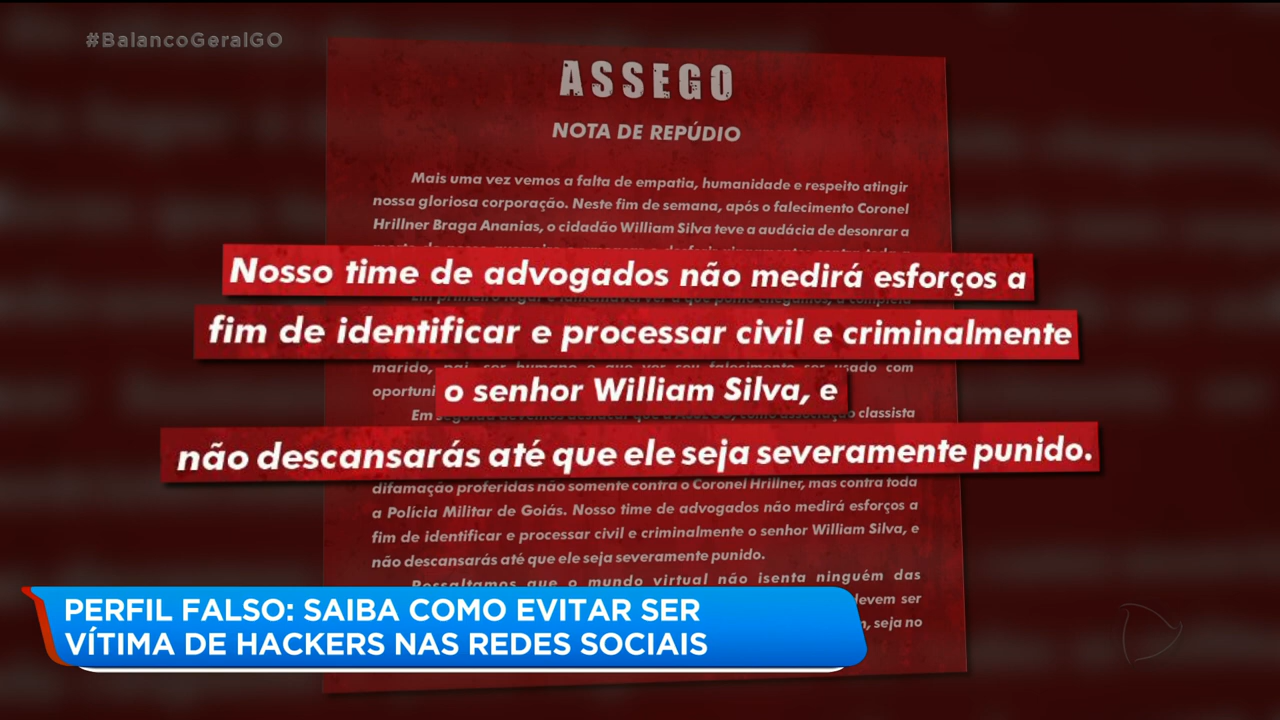 #BalancoGeralGO
ASSEGO
NOTA DE REPÚDIO
Mais uma vez vemos a falta de empatia, humanidade e respeito atingir
nossa gloriosa corporação. Neste fim de semana, após o falecimento Coronel
Hrillner Braga Ananias, o cidadão William Silva teve a audácia de desonrar a
Nosso time de advogados não medirá esforços a
fim de identificar e processar civil e criminalmente
marido,
com
o senhor William Silva, e
oportuni
Em
classista
não descansarás até que ele seja severamente punido.
difamação proferidas não somente contra o Coronel Hrillner, mas contra toda
a Polícia Militar de Goiás. Nosso time de advogados não medirá esforços a
fim de identificar e processar civil e criminalmente o senhor William Silva, e
não descansarás até que ele seja severamente punido.
Ressaltamos que o mundo virtual não isenta ninguém das
devem ser
seja no
PERFIL FALSO: SAIBA COMO EVITAR SER
VÍTIMA DE HACKERS NAS REDES SOCIAIS